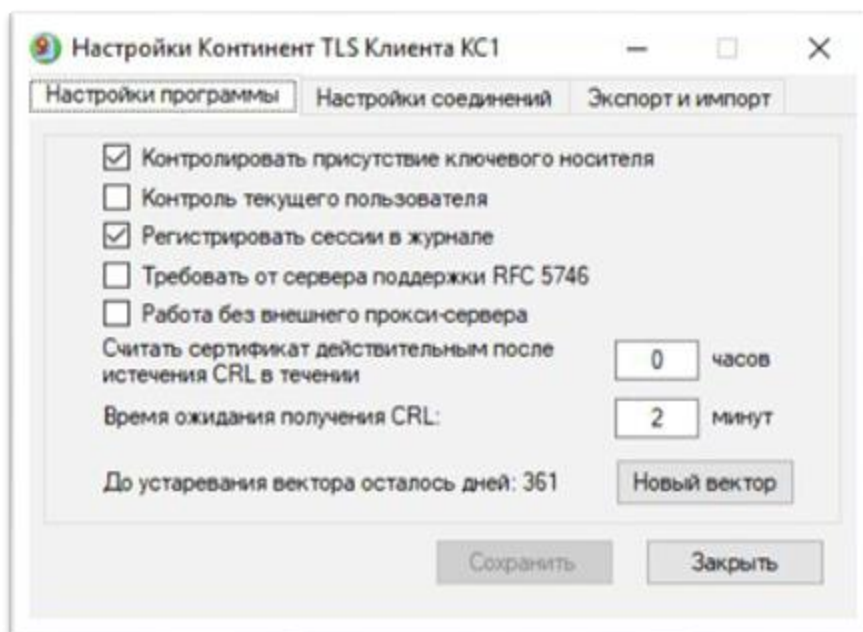 Настройки Континент TLS Клиента КС1
Настройки программы Настройки соединений Экспорт и импорт
Контролировать присутствие ключевого носителя
Контроль текущего пользователя
Регистрировать сессии в журнале
Требовать от сервера поддержки RFC 5746
Работа без внешнего прокси-сервера
Считать сертификат действительным после
истечения CRL в течении 0 часов
Время ожидания получения CRL: 2 минут
До устаревания вектора осталось дней: 361 Новый вектор
Сохранить Закрыть